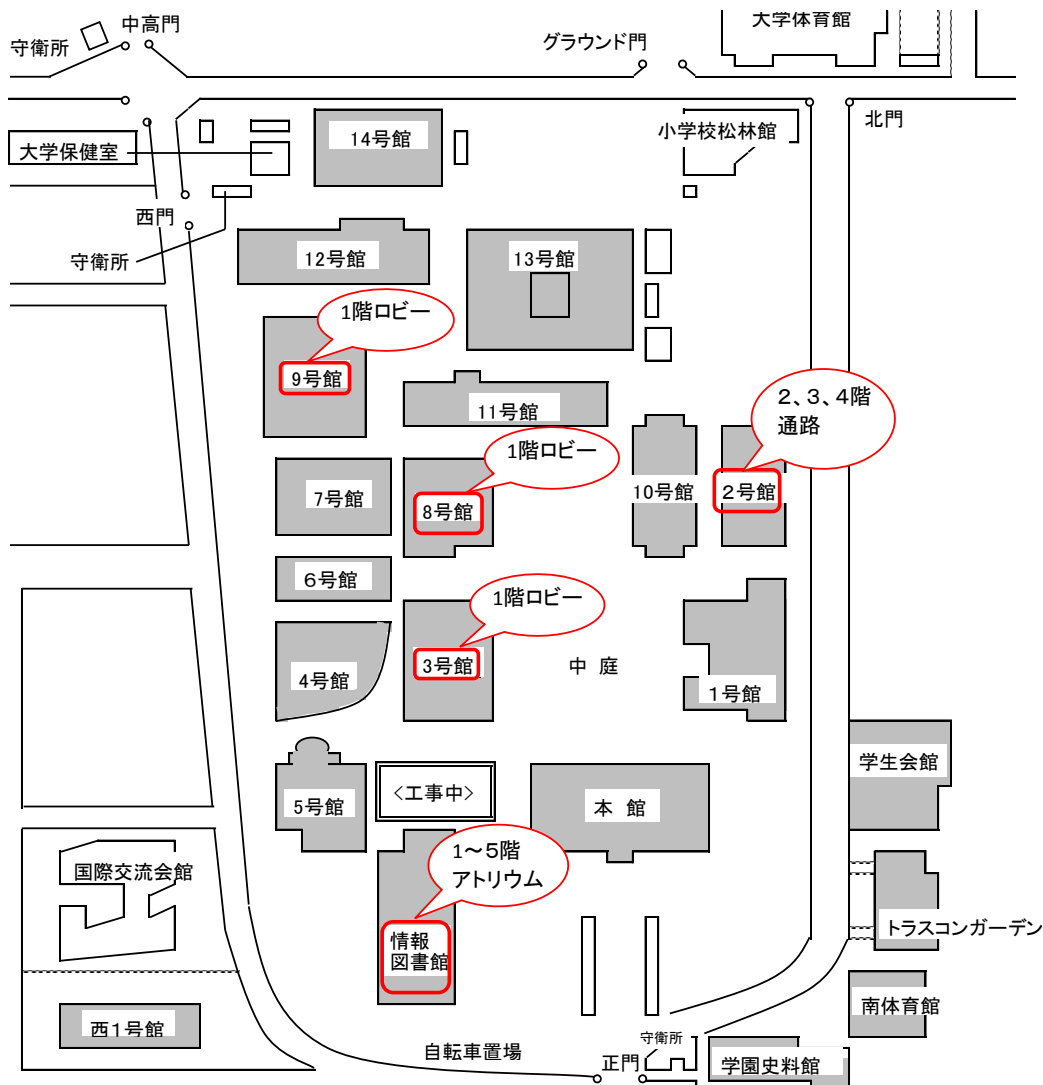 大学体育館
中高門
守衛所
グラウンド門
北門
小学校松林館
14号館
大学保健室
西門
守衛所
12号館
13号館
1階ロビー
9号館
11号館
2、3、4階
通路
1階ロビー
7号館
8号館
10号館
2号館
6号館
1階ロビー
4号館
3号館
中 庭
1号館
学生会館
5号館
<工事中>
本 館
1～5階
アトリウム
国際交流会館
トラスコンガーデン
情報
図書館
南体育館
西1号館
自転車置場
守衛所
正門
学園史料館